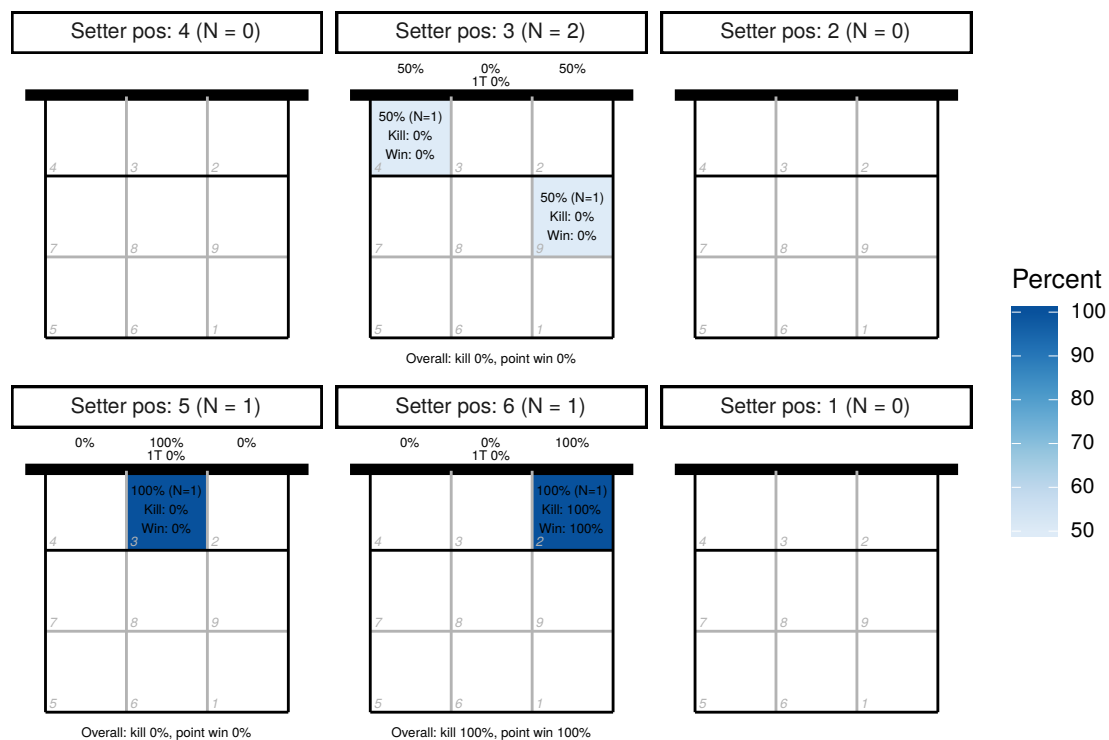 Setter pos: 4 (N = 0)
4
3
2
7
8
9
5
6
1
Setter pos: 3 (N = 2)
50%
0%
50%
1T 0%
50% (N=1)
Kill: 0%
Win: 0%
4
3
2
50% (N=1)
Kill: 0%
Win: 0%
7
8
9
5
6
1
Overall: kill 0%, point win 0%
Setter pos: 2 (N = 0)
4
3
2
7
8
9
5
6
1
Setter pos: 5 (N = 1)
0%
100%
0%
1T 0%
100% (N=1)
Kill: 0%
Win: 0%
4
3
2
7
8
9
5
6
1
Overall: kill 0%, point win 0%
Setter pos: 6 (N = 1)
0%
0%
100%
1T 0%
100% (N=1)
Kill: 100%
Win: 100%
4
3
2
7
8
9
5
6
1
Overall: kill 100%, point win 100%
Setter pos: 1 (N = 0)
4
3
2
7
8
9
5
6
1
Percent
100
90
80
70
60
50